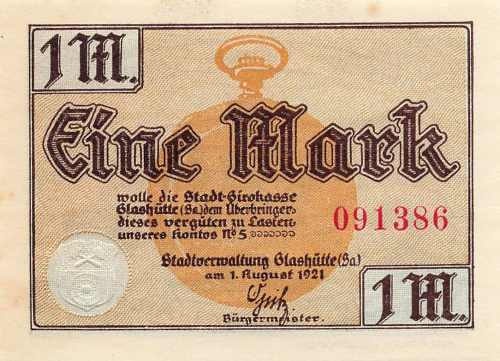 1 M.
Eine Mark
wolle die Stadt-Girokasse
Glashütte (Sa) dem Überbringer
dieses vergüten zu Lasten
unseres Kontos No 5
091386
Stadtverwaltung Glashütte (Sa)
am 1. August 1921
Bürgermeister.
1 M.